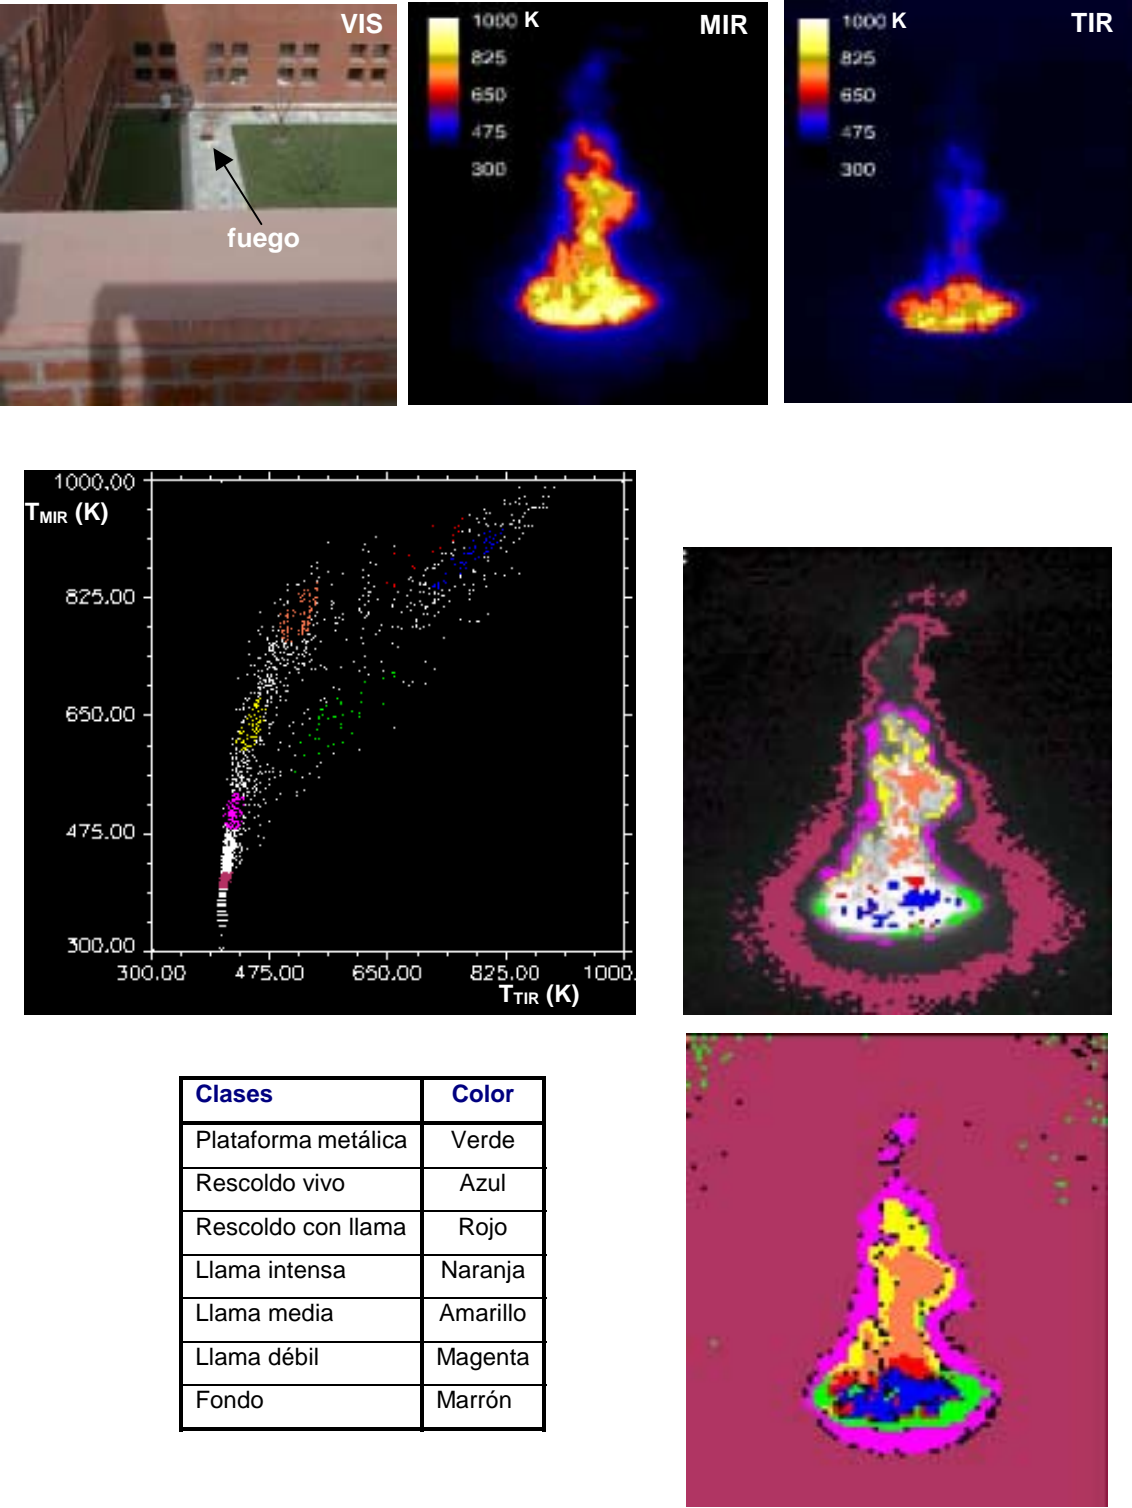 VIS
fuego
1000 K
825
650
475
300
MIR
1000 K
825
650
475
300
TIR
1000.00
TMIR (K)
825.00
650.00
475.00
300.00
300.00 475.00 650.00 825.00 1000.
TTIR (K)
Clases Color
Plataforma metálica Verde
Rescoldo vivo Azul
Rescoldo con llama Rojo
Llama intensa Naranja
Llama media Amarillo
Llama débil Magenta
Fondo Marrón